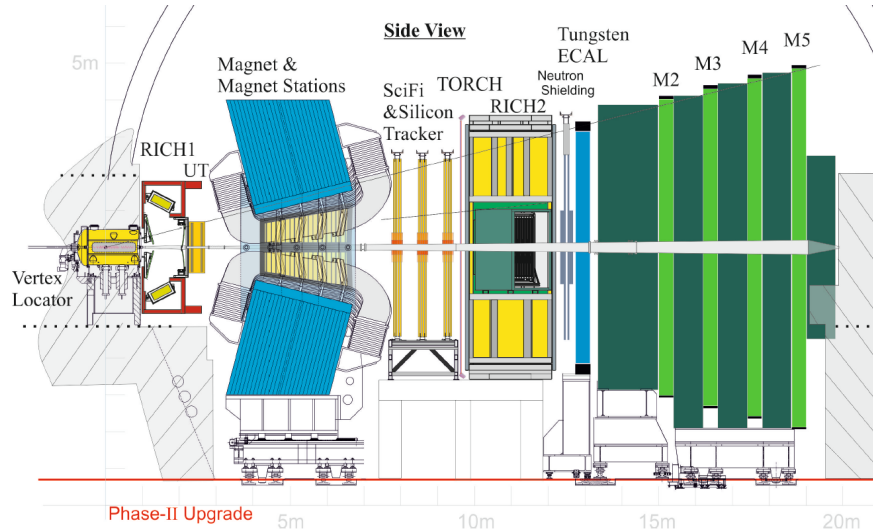 Side View
5m
Magnet &
Magnet Stations
SciFi
&Silicon
Tracker
TORCH
RICH2
Tungsten
ECAL
Neutron
Shielding
M2
M3
M4
M5
RICH1
UT
Vertex
Locator
Phase-II Upgrade
5m
10m
15m
20m